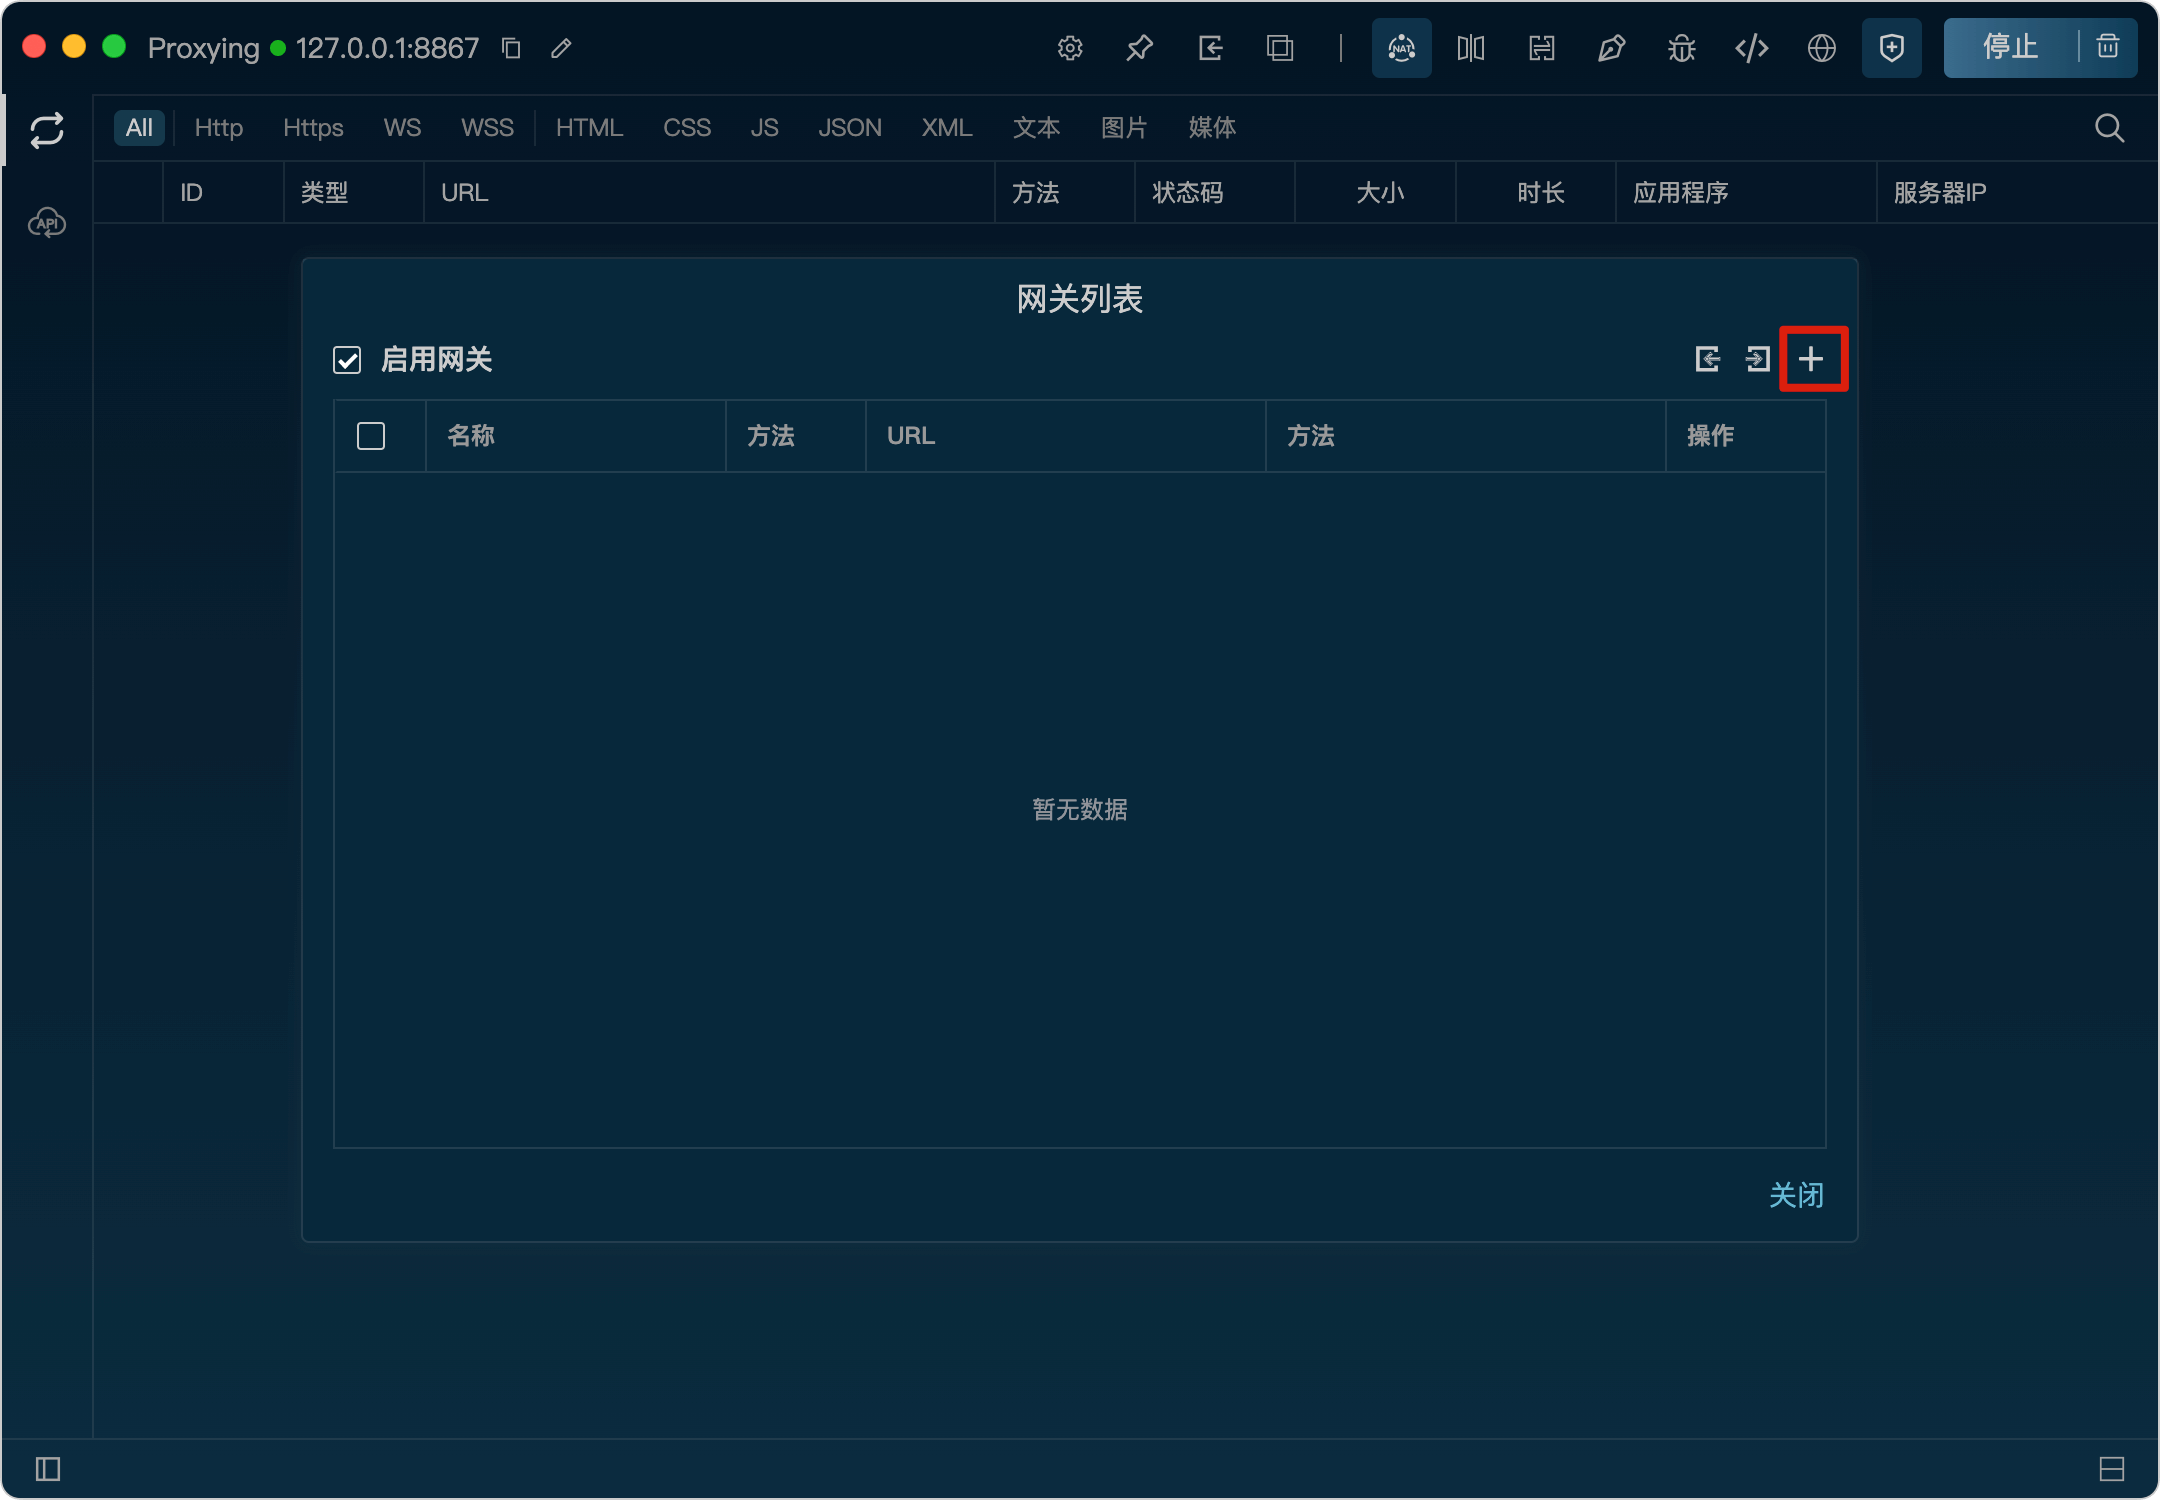 Proxying 127.0.0.1:8867
NAT
停止
All Http Https WS WSS HTML CSS JS JSON XML 文本 图片 媒体
API
ID 类型 URL 方法 状态码 大小 时长 应用程序 服务器IP
网关列表
启用网关
名称 方法 URL 方法 操作
暂无数据
关闭